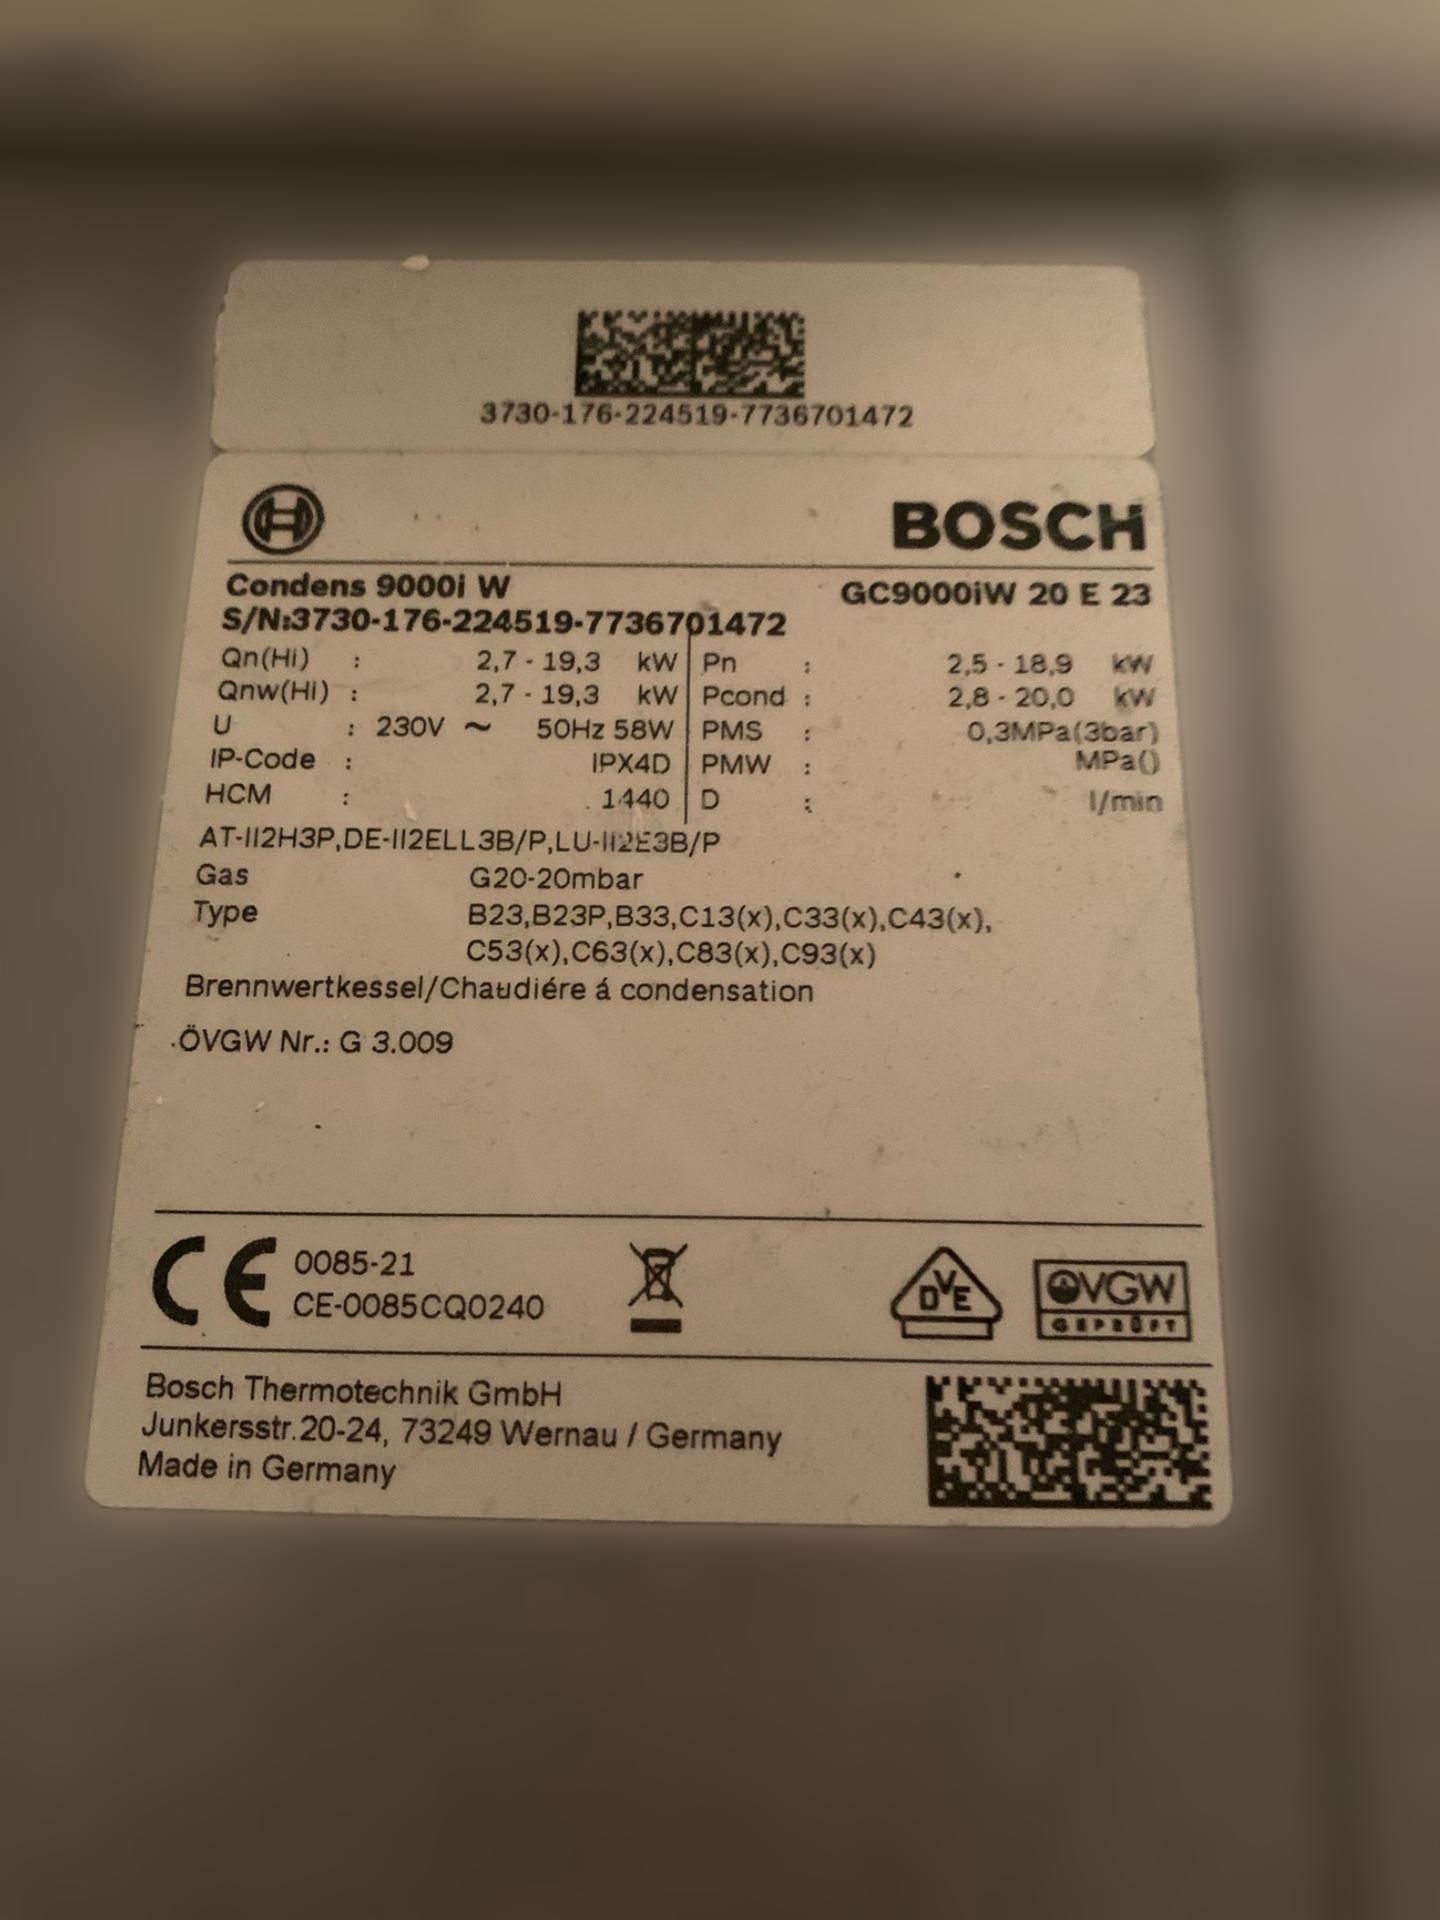 3730-176-224519-7736701472
BOSCH
Condens 9000i W GC9000iW 20 E 23
S/N:3730-176-224519-7736701472
Qn(Hi) : 2,7 - 19,3 kW Pn : 2,5 - 18,9 kW
Qnw(Hi) : 2,7 - 19,3 kW Pcond : 2,8 - 20,0 kW
U : 230V ~ 50Hz 58W PMS : 0,3MPa(3bar)
IP-Code : IPX4D PMW : MPa()
HCM : 1440 D : l/min
AT-II2H3P,DE-II2ELL3B/P,LU-II2E3B/P
Gas G20-20mbar
Type B23,B23P,B33,C13(x),C33(x),C43(x),
C53(x),C63(x),C83(x),C93(x)
Brennwertkessel/Chaudiére á condensation
ÖVGW Nr.: G 3.009
CE 0085-21
CE-0085CQ0240
DVE
ÖVGW
GEPRÜFT
Bosch Thermotechnik GmbH
Junkersstr.20-24, 73249 Wernau / Germany
Made in Germany